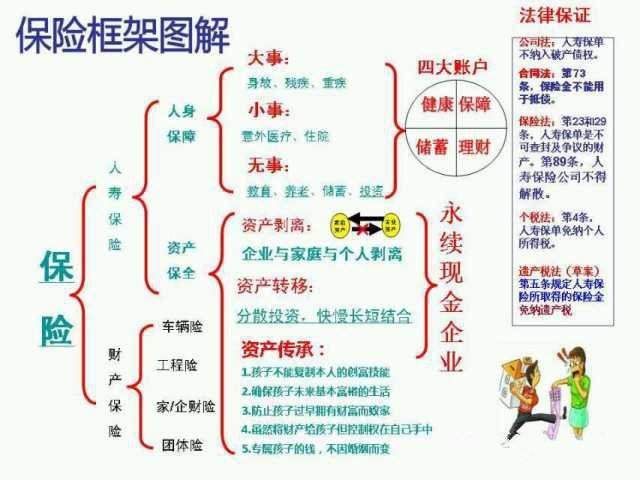 保险框架图解
保险
人寿保险
人身
保障
大事：
身故、残疾、重疾
小事：
意外医疗、住院
无事：
教育、养老、储蓄、投资
四大账户
健康
保障
储蓄
理财
资产
保全
资产剥离：
企业与家庭与个人剥离
资产转移：
分散投资，快慢长短结合
资产传承：
1.孩子不能复制本人的创富技能
2.确保孩子未来基本富裕的生活
3.防止孩子过早拥有财富而败家
4.虽然将财产给孩子但控制权在自己手中
5.专属孩子的钱，不因婚姻而变
永续现金企业
财产保险
车辆险
工程险
家/企财险
团体险
法律保证
公司法：人寿保单
不纳入破产债权。
合同法：第73
条，保险金不能用
于抵债。
保险法：第23和29
条，人寿保单是不
可查封及争议的财
产。第89条，人
寿保险公司不得
解散。
个税法：第4条，
人寿保单免纳个人
所得税。
遗产税法（草案）
第五条规定人寿保
险所取得的保险金
免纳遗产税